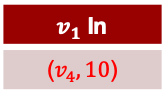 v₁ In
(v₄, 10)